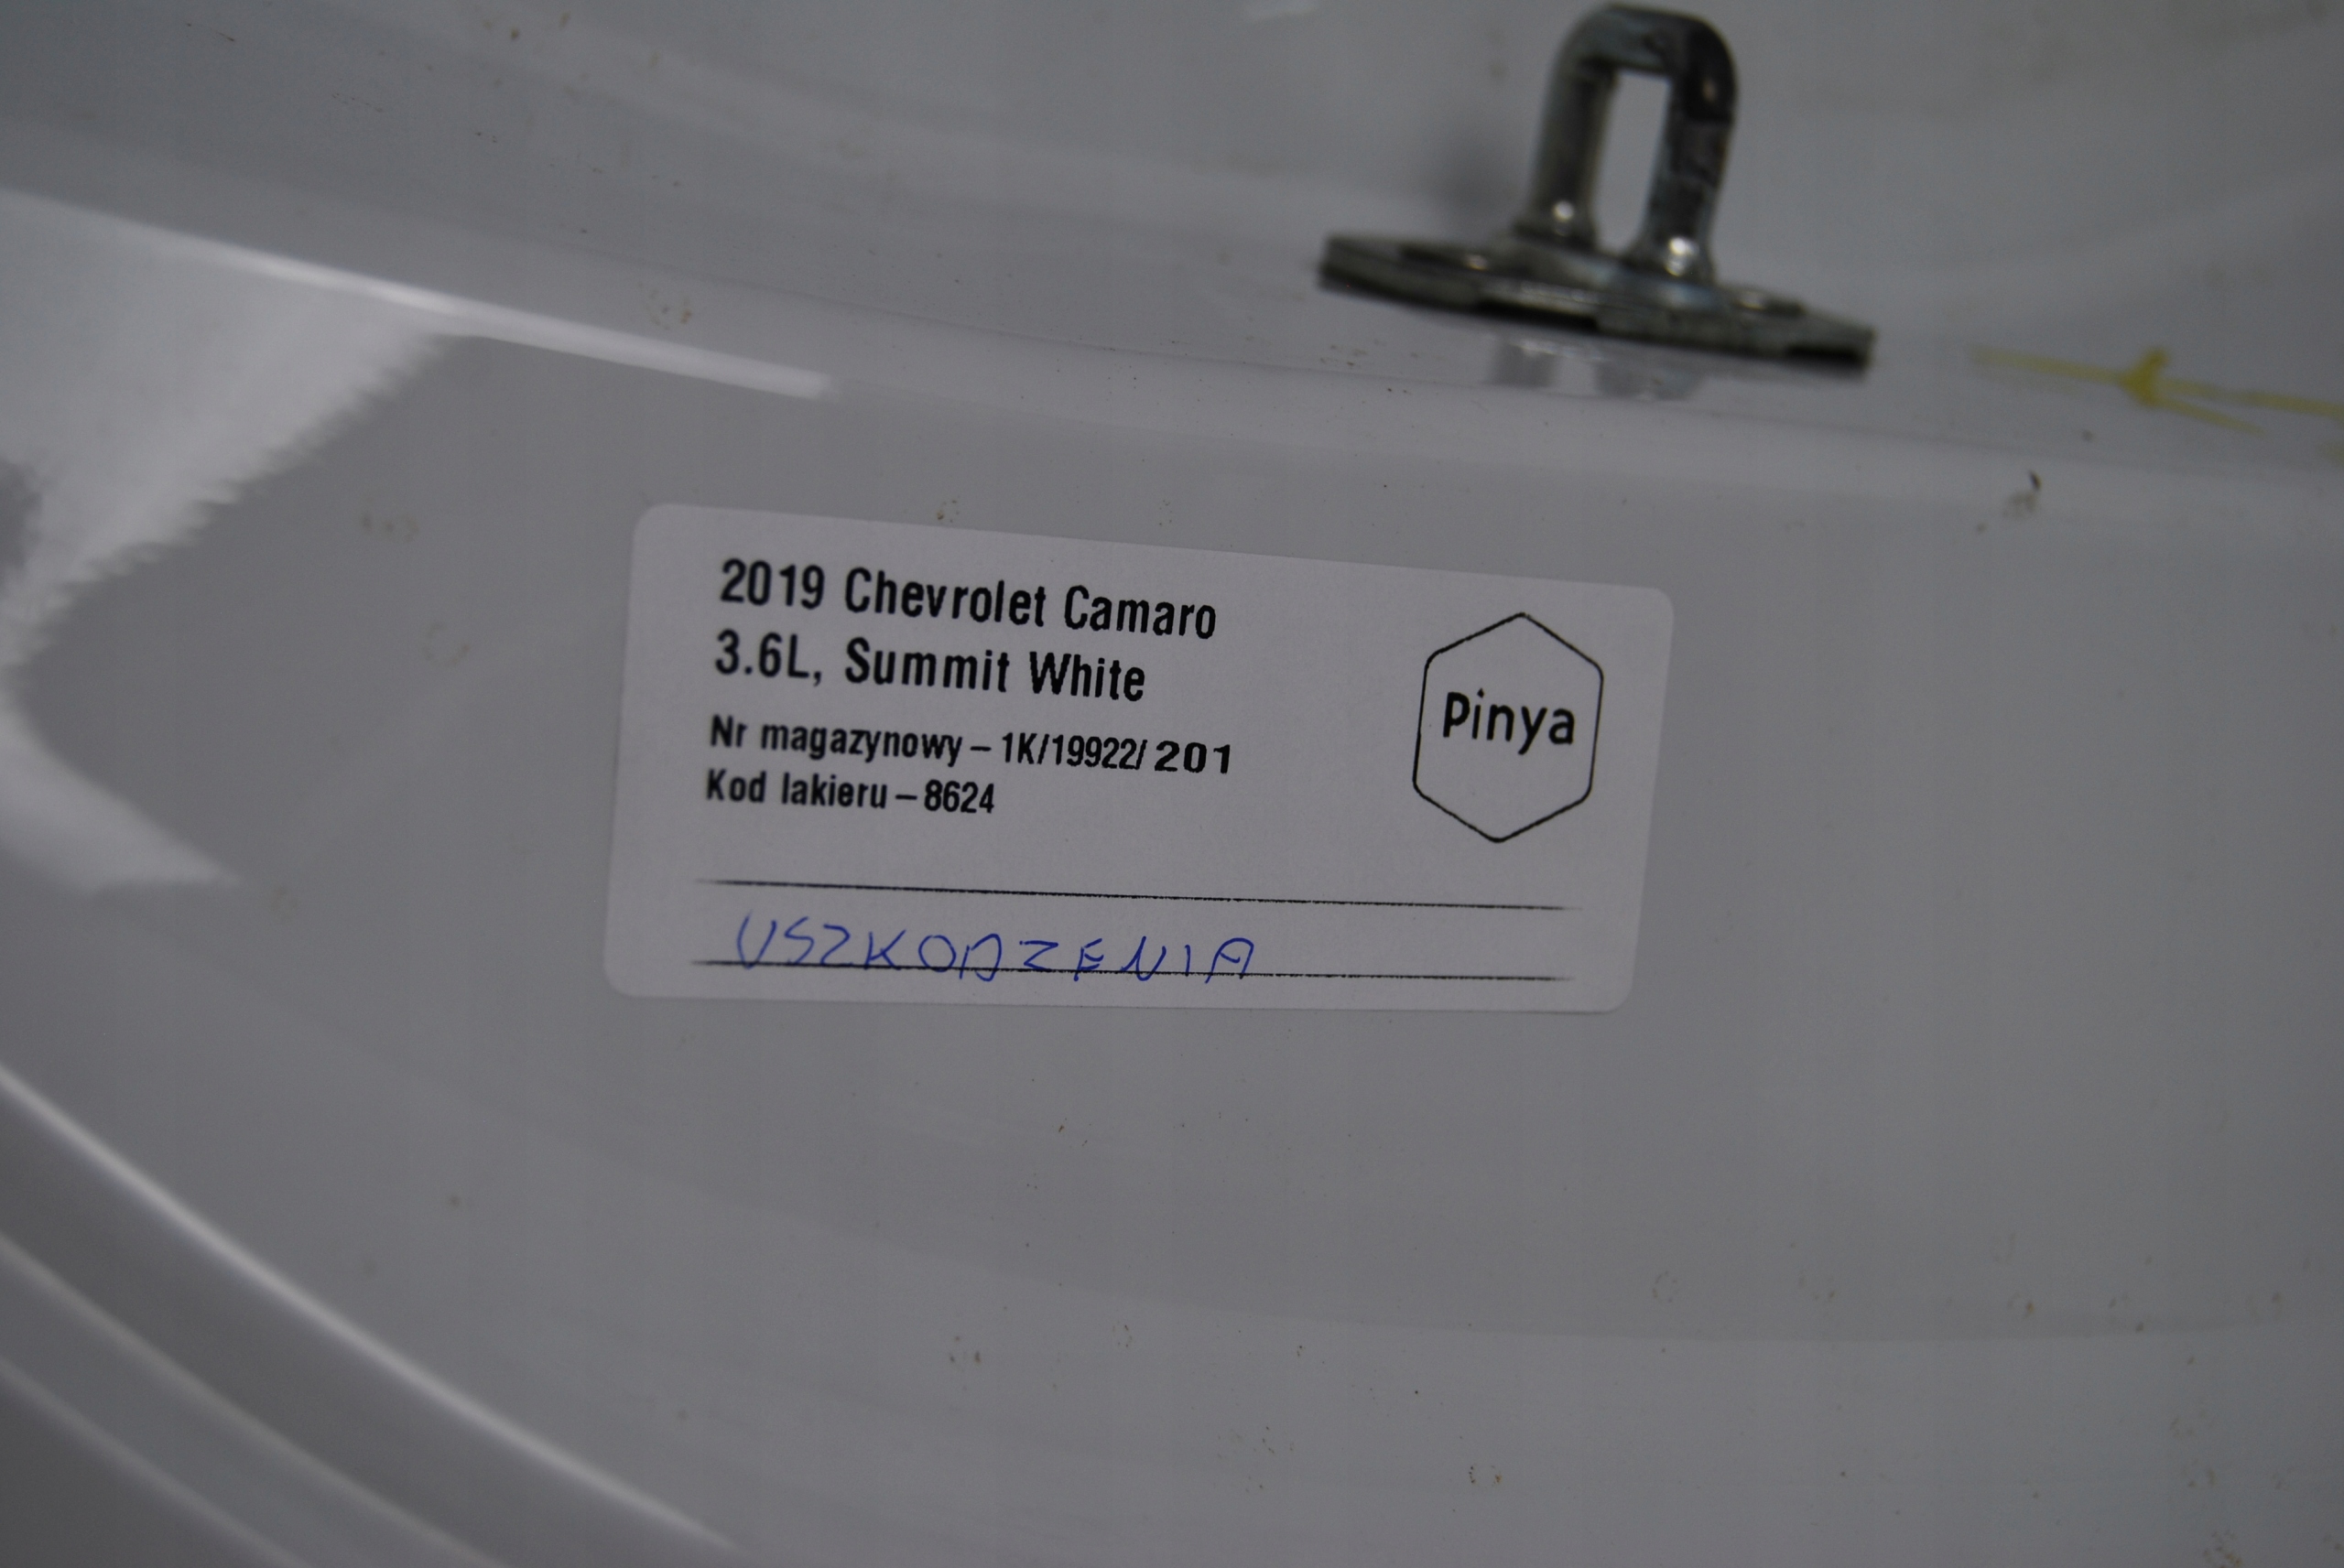 2019 Chevrolet Camaro
3.6L, Summit White
Nr magazynowy – 1K/19922/ 201
Kod lakieru – 8624
Pinya
USZKODZENIA